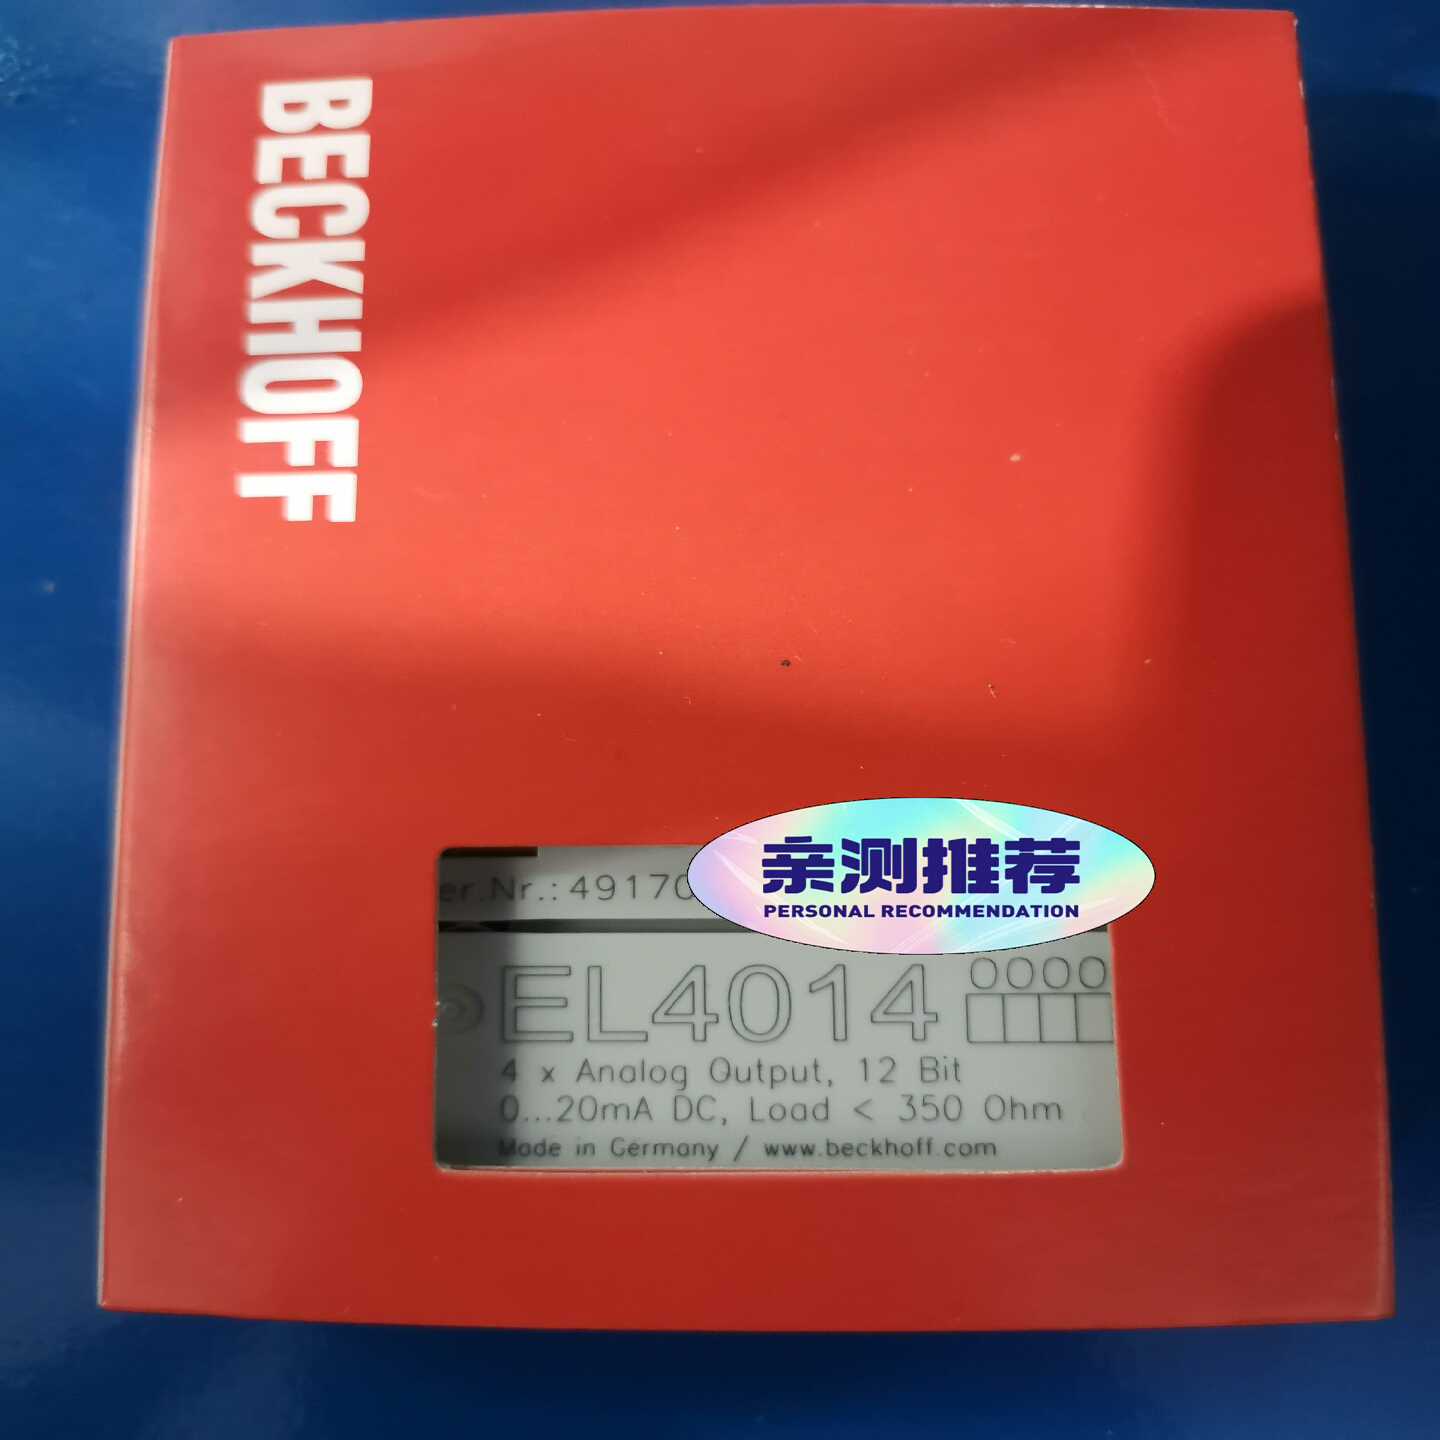 BECKHOFF
er.Nr.: 49170
亲测推荐
PERSONAL RECOMMENDATION
EL4014
4 x Analog Output, 12 Bit
0...20mA DC, Load < 350 Ohm
Made in Germany / www.beckhoff.com